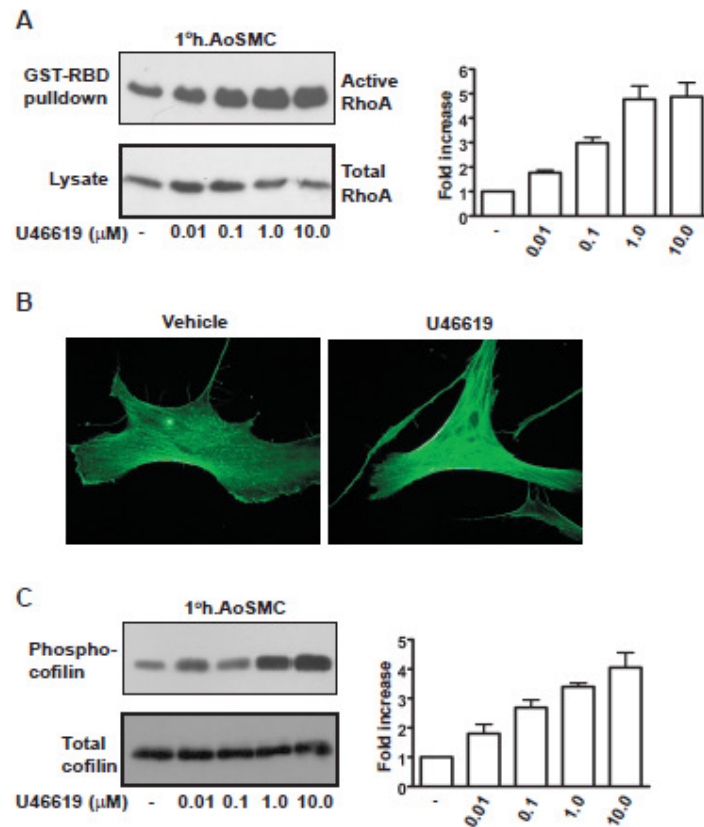 A
1°h.AoSMC
GST-RBD
pulldown
Active
RhoA
Lysate
Total
RhoA
U46619 (μM) - 0.01 0.1 1.0 10.0
Fold increase
6
5
4
3
2
1
0
- 0.01 0.1 1.0 10.0
B
Vehicle
U46619
C
1°h.AoSMC
Phospho-
cofilin
Total
cofilin
U46619 (μM) - 0.01 0.1 1.0 10.0
Fold increase
5
4
3
2
1
0
- 0.01 0.1 1.0 10.0